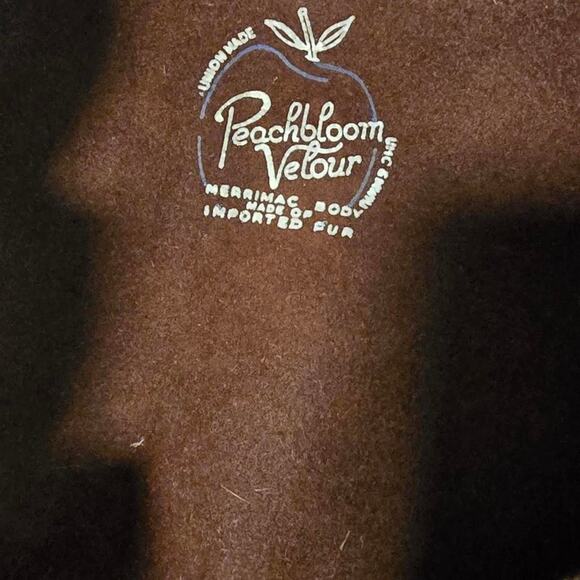 UNION MADE
Peachbloom
Velour
MERRIMAC BODY
MADE OF
IMPORTED FUR